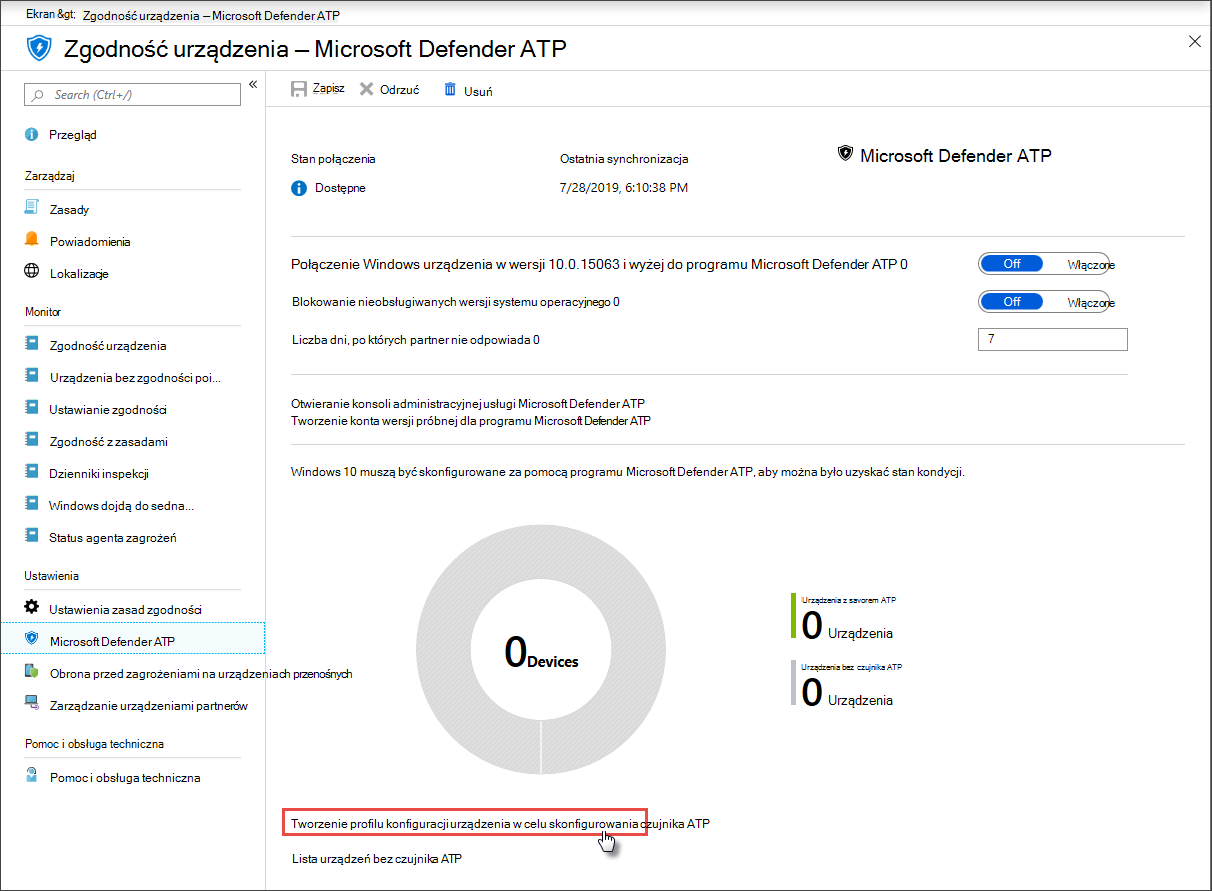 Ekran &gt; Zgodność urządzenia – Microsoft Defender ATP
Zgodność urządzenia – Microsoft Defender ATP
Search (Ctrl+/)
«
Zapisz
Odrzuć
Usuń
Przegląd
Zarządzaj
Zasady
Powiadomienia
Lokalizacje
Monitor
Zgodność urządzenia
Urządzenia bez zgodności poi...
Ustawianie zgodności
Zgodność z zasadami
Dzienniki inspekcji
Windows dojdą do sedna...
Status agenta zagrożeń
Ustawienia
Ustawienia zasad zgodności
Microsoft Defender ATP
Obrona przed zagrożeniami na urządzeniach przenośnych
Zarządzanie urządzeniami partnerów
Pomoc i obsługa techniczna
Pomoc i obsługa techniczna
Stan połączenia
Dostępne
Ostatnia synchronizacja
7/28/2019, 6:10:38 PM
Microsoft Defender ATP
Połączenie Windows urządzenia w wersji 10.0.15063 i wyżej do programu Microsoft Defender ATP 0
Off Włączone
Blokowanie nieobsługiwanych wersji systemu operacyjnego 0
Off Włączone
Liczba dni, po których partner nie odpowiada 0
7
Otwieranie konsoli administracyjnej usługi Microsoft Defender ATP
Tworzenie konta wersji próbnej dla programu Microsoft Defender ATP
Windows 10 muszą być skonfigurowane za pomocą programu Microsoft Defender ATP, aby można było uzyskać stan kondycji.
0 Devices
Urządzenia z savorem ATP
0 Urządzenia
Urządzenia bez czujnika ATP
0 Urządzenia
Tworzenie profilu konfiguracji urządzenia w celu skonfigurowania czujnika ATP
Lista urządzeń bez czujnika ATP